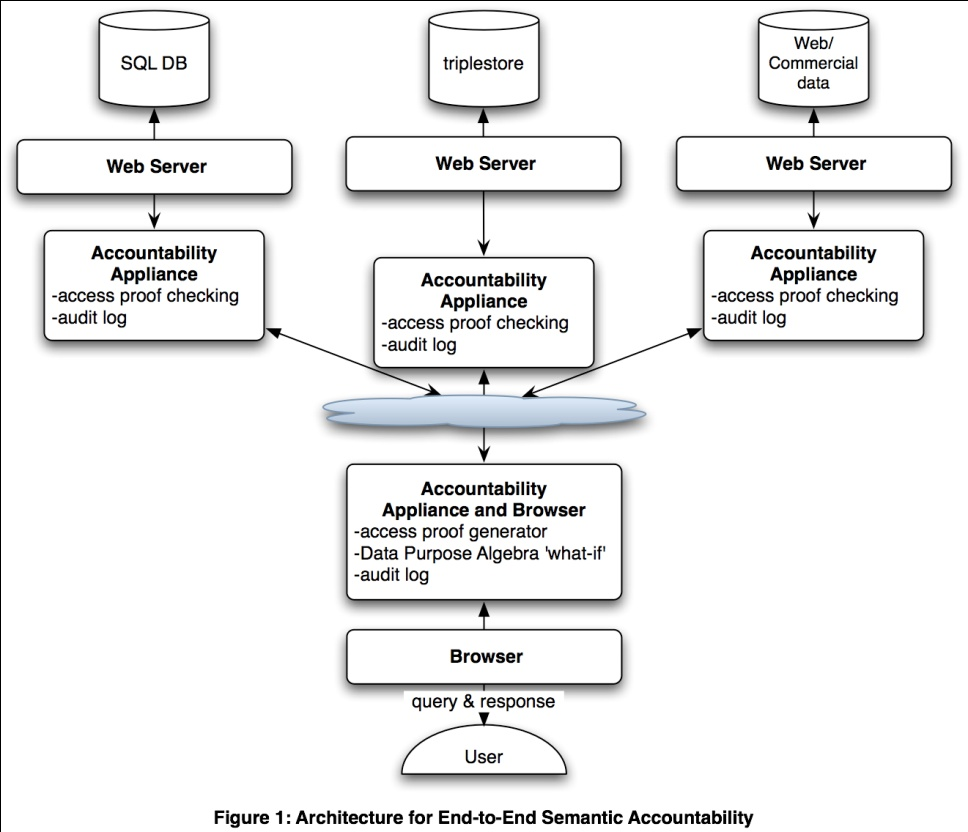 SQL DB
triplestore
Web/
Commercial
data
Web Server
Web Server
Web Server
Accountability
Appliance
-access proof checking
-audit log
Accountability
Appliance
-access proof checking
-audit log
Accountability
Appliance
-access proof checking
-audit log
Accountability
Appliance and Browser
-access proof generator
-Data Purpose Algebra 'what-if'
-audit log
Browser
query & response
User
Figure 1: Architecture for End-to-End Semantic Accountability